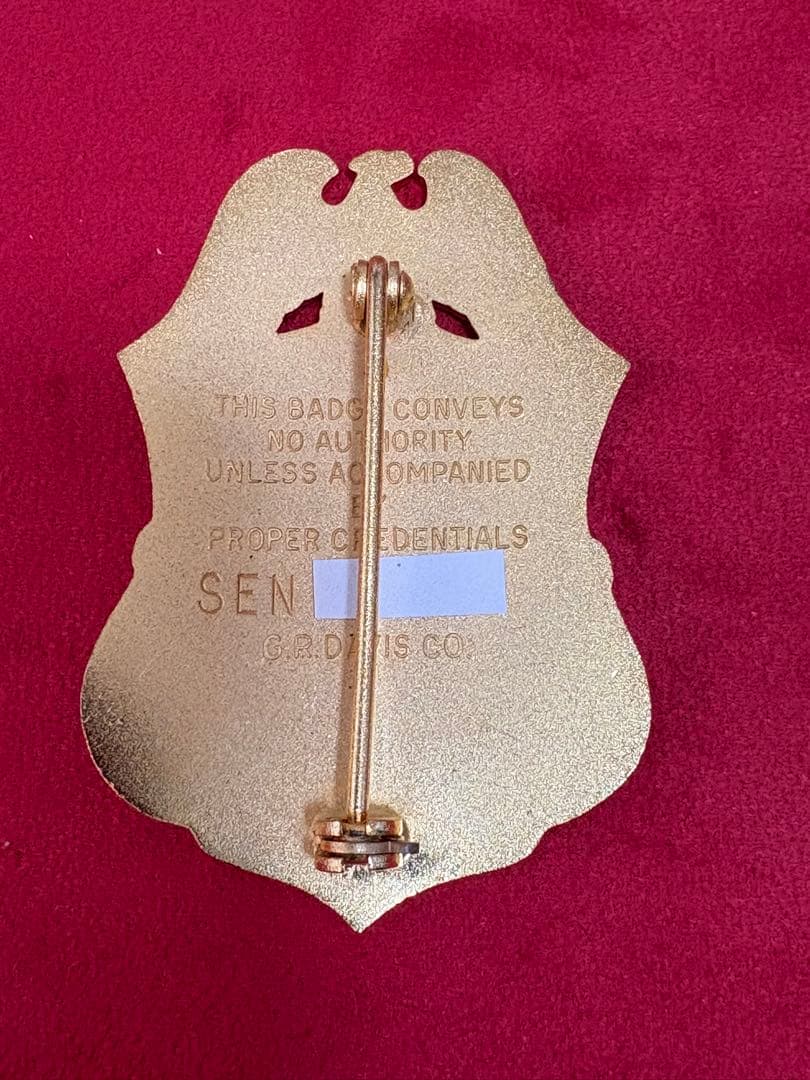 THIS BADGE CONVEYS
NO AUTHORITY
UNLESS ACCOMPANIED
BY
PROPER CREDENTIALS
SEN
G.R.DAVIS CO.